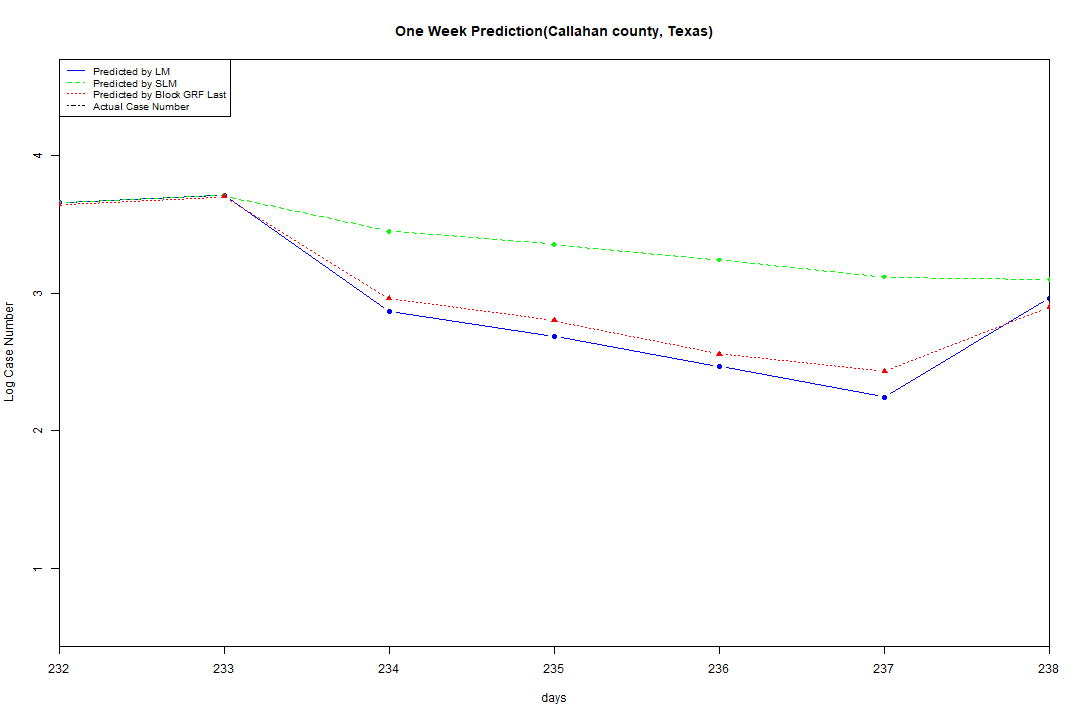 One Week Prediction(Callahan county, Texas)
Predicted by LM
Predicted by SLM
Predicted by Block GRF Last
Actual Case Number
4
3
2
1
Log Case Number
232 233 234 235 236 237 238
days